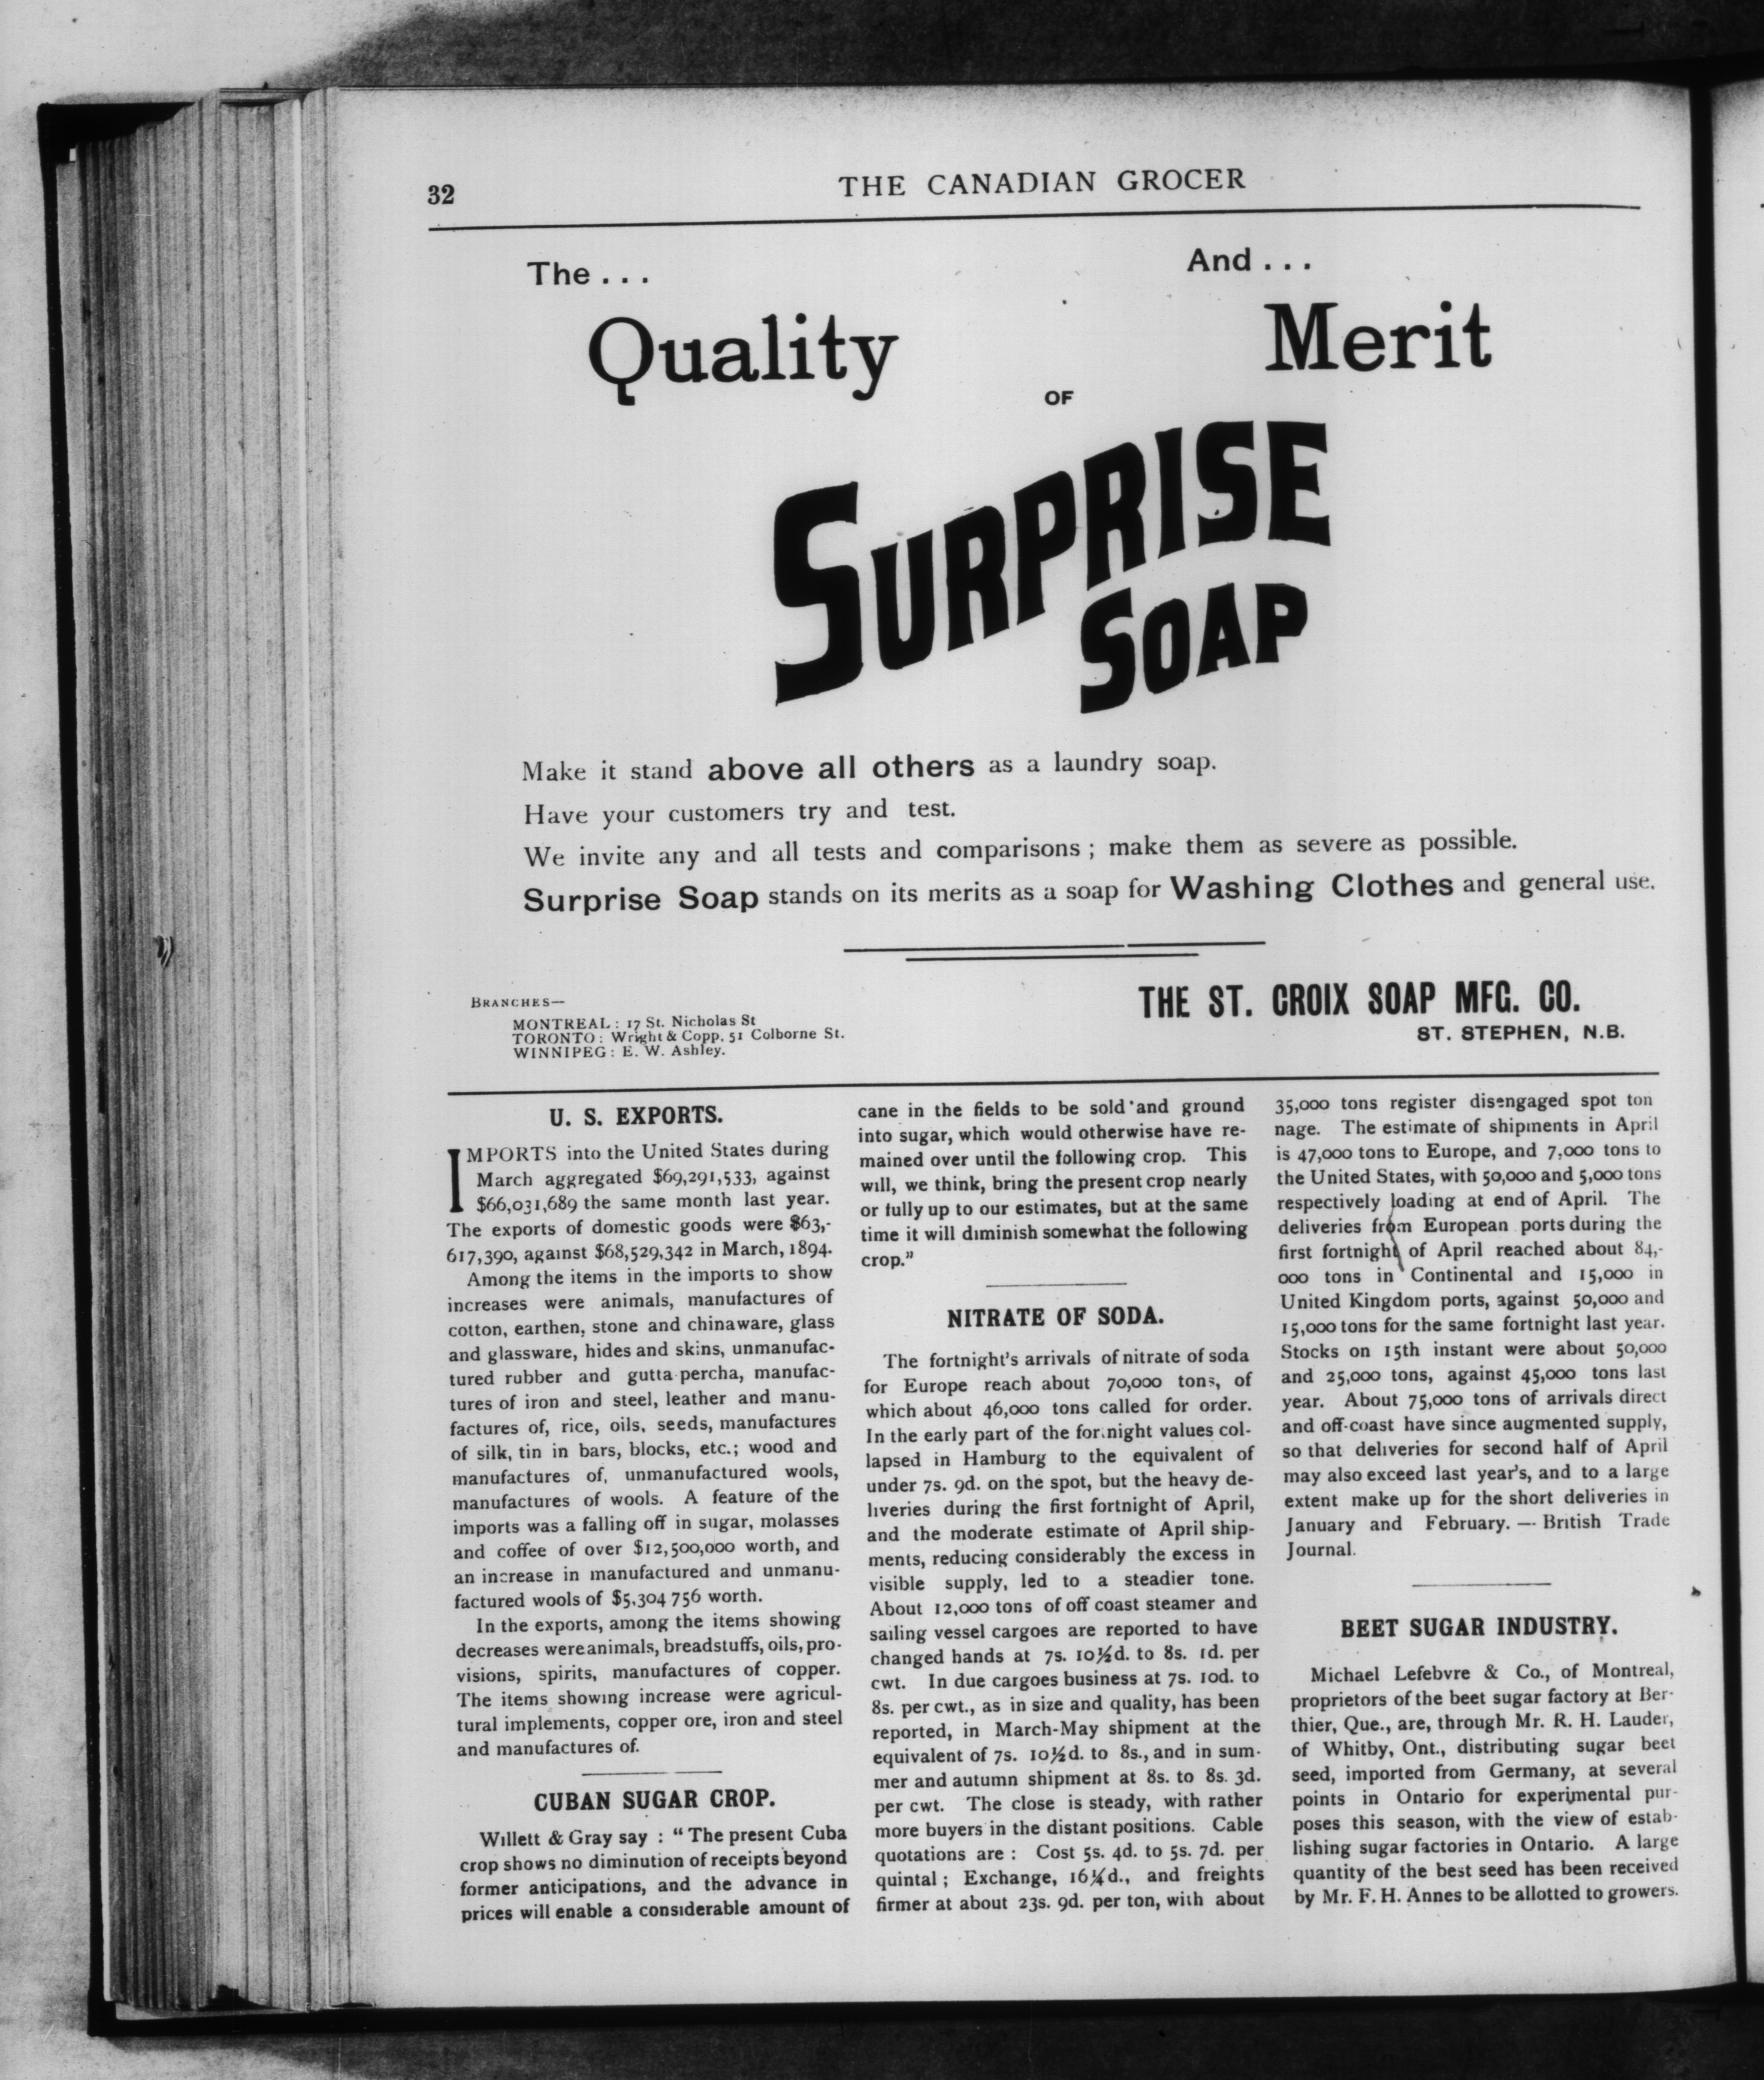 32
THE CANADIAN GROCER
The . . .
And . . .
Quality
Merit
OF
SURPRISE
SOAP
Make it stand above all others as a laundry soap.
Have your customers try and test.
We invite any and all tests and comparisons ; make them as severe as possible.
Surprise Soap stands on its merits as a soap for Washing Clothes and general use.
BRANCHES—
MONTREAL : 17 St. Nicholas St
TORONTO : Wright & Copp, 51 Colborne St.
WINNIPEG : E. W. Ashley.
THE ST. CROIX SOAP MFG. CO.
ST. STEPHEN, N.B.
U. S. EXPORTS.
IMPORTS into the United States during
March aggregated $69,291,533, against
$66,031,689 the same month last year.
The exports of domestic goods were $63,-
617,390, against $68,529,342 in March, 1894.
Among the items in the imports to show
increases were animals, manufactures of
cotton, earthen, stone and chinaware, glass
and glassware, hides and skins, unmanufac-
tured rubber and gutta percha, manufac-
tures of iron and steel, leather and manu-
factures of, rice, oils, seeds, manufactures
of silk, tin in bars, blocks, etc.; wood and
manufactures of, unmanufactured wools,
manufactures of wools. A feature of the
imports was a falling off in sugar, molasses
and coffee of over $12,500,000 worth, and
an increase in manufactured and unmanu-
factured wools of $5,304 756 worth.
In the exports, among the items showing
decreases were animals, breadstuffs, oils, pro-
visions, spirits, manufactures of copper.
The items showing increase were agricul-
tural implements, copper ore, iron and steel
and manufactures of.
CUBAN SUGAR CROP.
Willett & Gray say : " The present Cuba
crop shows no diminution of receipts beyond
former anticipations, and the advance in
prices will enable a considerable amount of
cane in the fields to be sold and ground
into sugar, which would otherwise have re-
mained over until the following crop. This
will, we think, bring the present crop nearly
or fully up to our estimates, but at the same
time it will diminish somewhat the following
crop."
NITRATE OF SODA.
The fortnight's arrivals of nitrate of soda
for Europe reach about 70,000 tons, of
which about 46,000 tons called for order.
In the early part of the fortnight values col-
lapsed in Hamburg to the equivalent of
under 7s. 9d. on the spot, but the heavy de-
liveries during the first fortnight of April,
and the moderate estimate of April ship-
ments, reducing considerably the excess in
visible supply, led to a steadier tone.
About 12,000 tons of off coast steamer and
sailing vessel cargoes are reported to have
changed hands at 7s. 10½d. to 8s. 1d. per
cwt. In due cargoes business at 7s. 10d. to
8s. per cwt., as in size and quality, has been
reported, in March-May shipment at the
equivalent of 7s. 10½d. to 8s., and in sum-
mer and autumn shipment at 8s. to 8s. 3d.
per cwt. The close is steady, with rather
more buyers in the distant positions. Cable
quotations are : Cost 5s. 4d. to 5s. 7d. per
quintal ; Exchange, 16¼d., and freights
firmer at about 23s. 9d. per ton, with about
35,000 tons register disengaged spot ton
nage. The estimate of shipments in April
is 47,000 tons to Europe, and 7,000 tons to
the United States, with 50,000 and 5,000 tons
respectively loading at end of April. The
deliveries from European ports during the
first fortnight of April reached about 84,-
000 tons in Continental and 15,000 in
United Kingdom ports, against 50,000 and
15,000 tons for the same fortnight last year.
Stocks on 15th instant were about 50,000
and 25,000 tons, against 45,000 tons last
year. About 75,000 tons of arrivals direct
and off-coast have since augmented supply,
so that deliveries for second half of April
may also exceed last year's, and to a large
extent make up for the short deliveries in
January and February. — British Trade
Journal.
BEET SUGAR INDUSTRY.
Michael Lefebvre & Co., of Montreal,
proprietors of the beet sugar factory at Ber-
thier, Que., are, through Mr. R. H. Lauder,
of Whitby, Ont., distributing sugar beet
seed, imported from Germany, at several
points in Ontario for experimental pur-
poses this season, with the view of estab-
lishing sugar factories in Ontario. A large
quantity of the best seed has been received
by Mr. F. H. Annes to be allotted to growers.